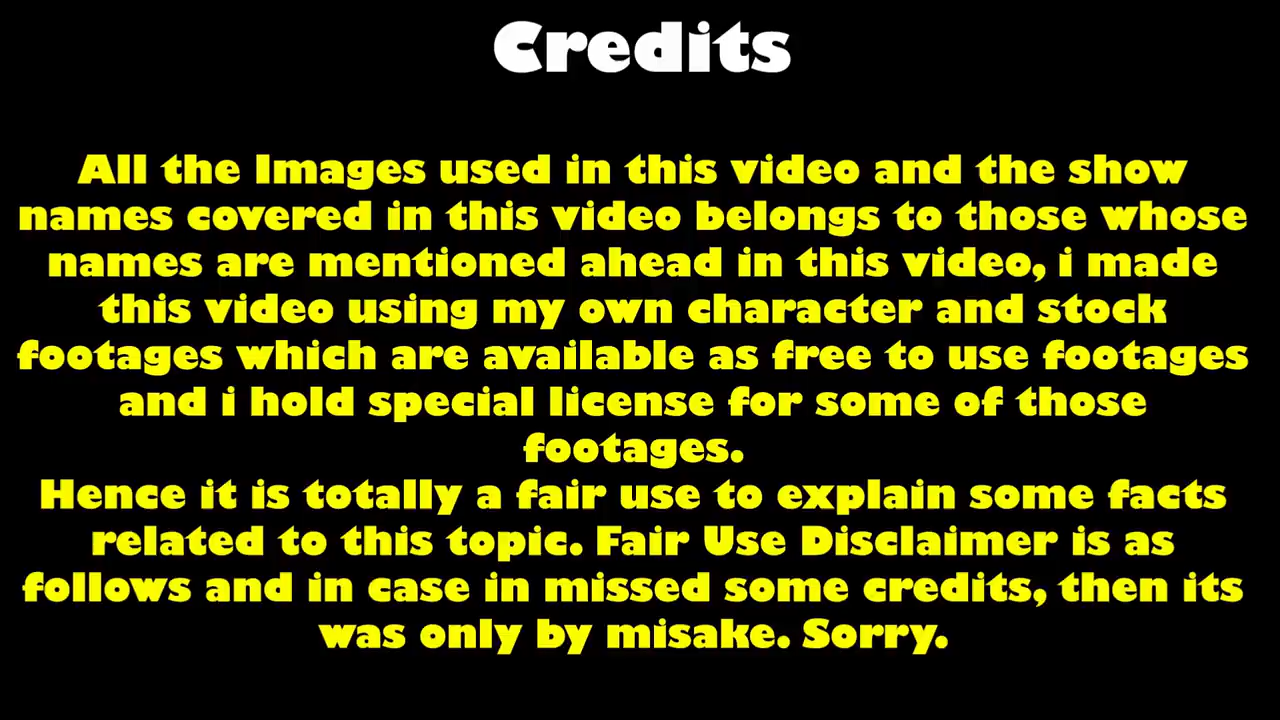 Credits
All the Images used in this video and the show
names covered in this video belongs to those whose
names are mentioned ahead in this video, i made
this video using my own character and stock
footages which are available as free to use footages
and i hold special license for some of those
footages.
Hence it is totally a fair use to explain some facts
related to this topic. Fair Use Disclaimer is as
follows and in case in missed some credits, then its
was only by misake. Sorry.